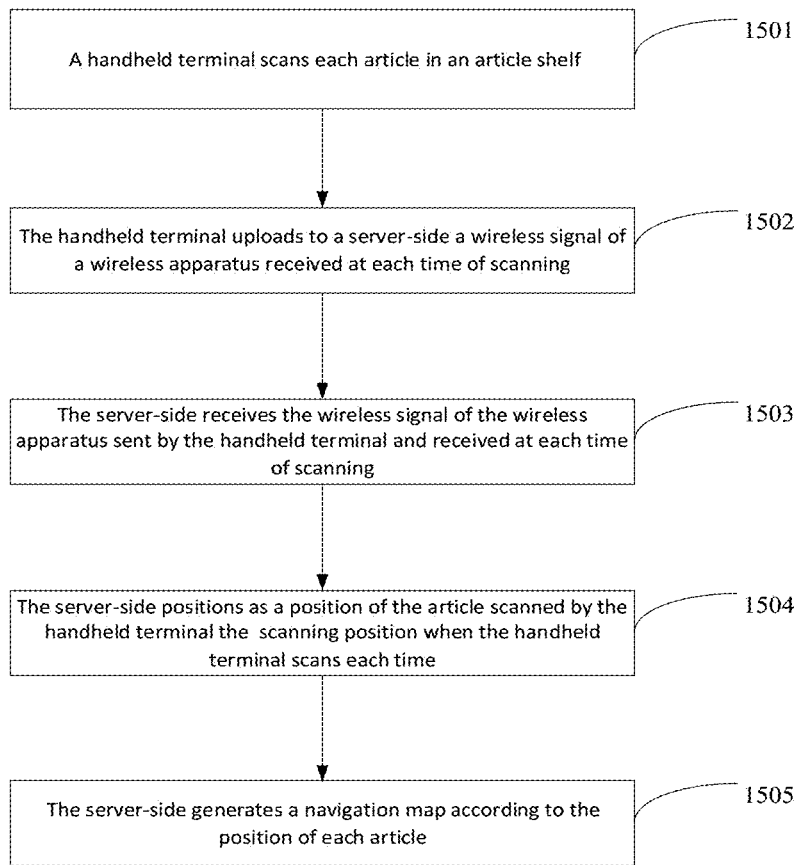 A handheld terminal scans each article in an article shelf
1501
The handheld terminal uploads to a server-side a wireless signal of
a wireless apparatus received at each time of scanning
1502
The server-side receives the wireless signal of the wireless
apparatus sent by the handheld terminal and received at each time
of scanning
1503
The server-side positions as a position of the article scanned by the
handheld terminal the scanning position when the handheld
terminal scans each time
1504
The server-side generates a navigation map according to the
position of each article
1505